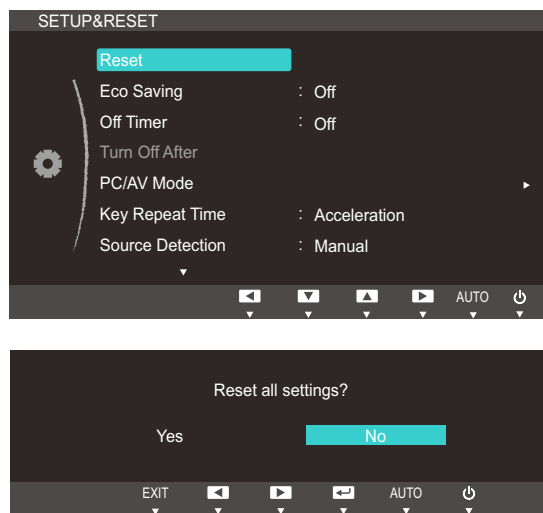 SETUP&RESET
Reset
Eco Saving : Off
Off Timer : Off
Turn Off After
PC/AV Mode
Key Repeat Time : Acceleration
Source Detection : Manual
AUTO
Reset all settings?
Yes No
EXIT AUTO